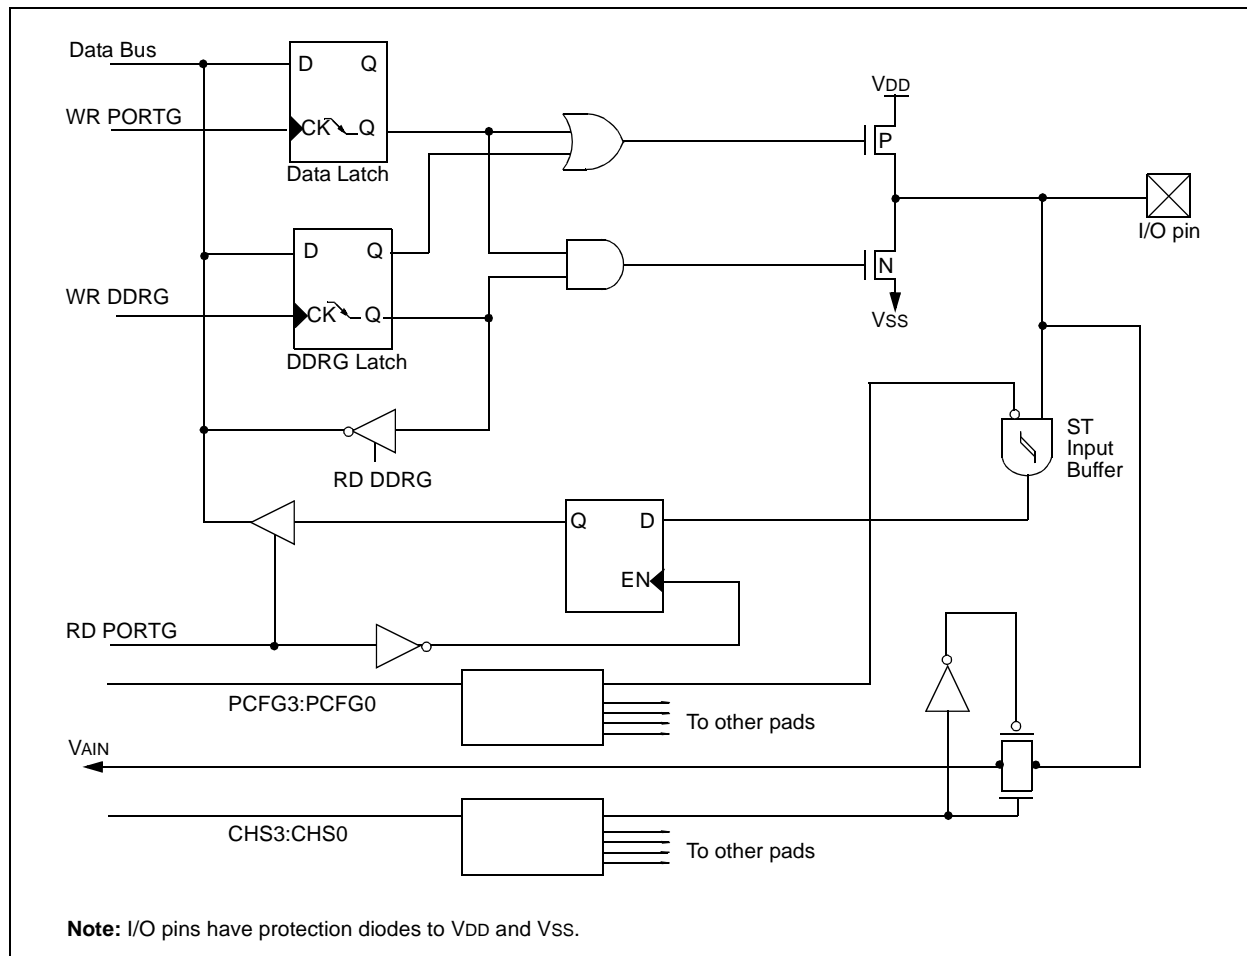 Data Bus
D
Q
VDD
WR PORTG
CK
Q
P
Data Latch
I/O pin
D
Q
N
WR DDRG
CK
Q
VSS
DDRG Latch
ST
Input
Buffer
RD DDRG
Q
D
EN
RD PORTG
PCFG3:PCFG0
To other pads
VAIN
CHS3:CHS0
To other pads
Note: I/O pins have protection diodes to VDD and VSS.